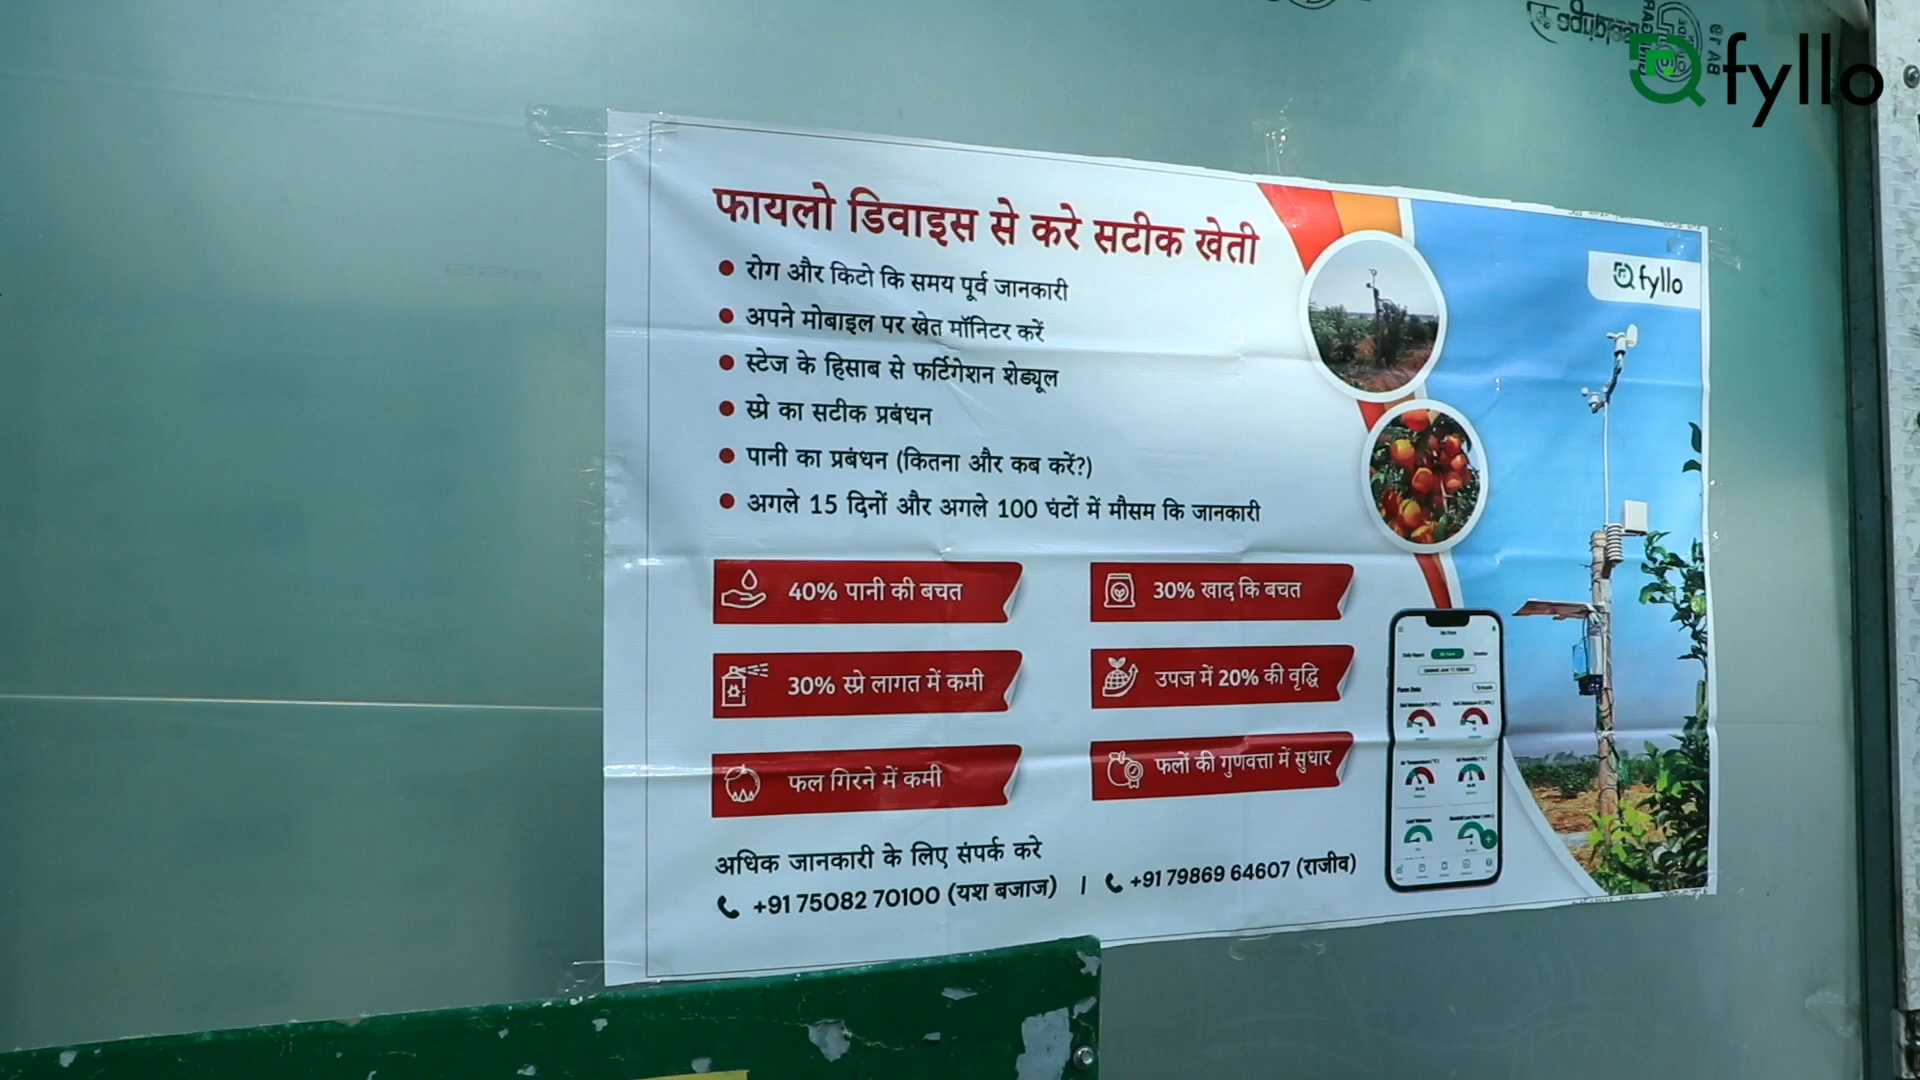 fyllo
फायलो डिवाइस से करे सटीक खेती
रोग और किटो कि समय पूर्व जानकारी
अपने मोबाइल पर खेत मॉनिटर करें
स्टेज के हिसाब से फर्टिगेशन शेड्यूल
स्प्रे का सटीक प्रबंधन
पानी का प्रबंधन (कितना और कब करें?)
अगले 15 दिनों और अगले 100 घंटों में मौसम कि जानकारी
fyllo
40% पानी की बचत
30% खाद कि बचत
30% स्प्रे लागत में कमी
उपज में 20% की वृद्धि
फल गिरने में कमी
फलों की गुणवत्ता में सुधार
अधिक जानकारी के लिए संपर्क करे
+91 75082 70100 (यश बजाज) | +91 79869 64607 (राजीव)